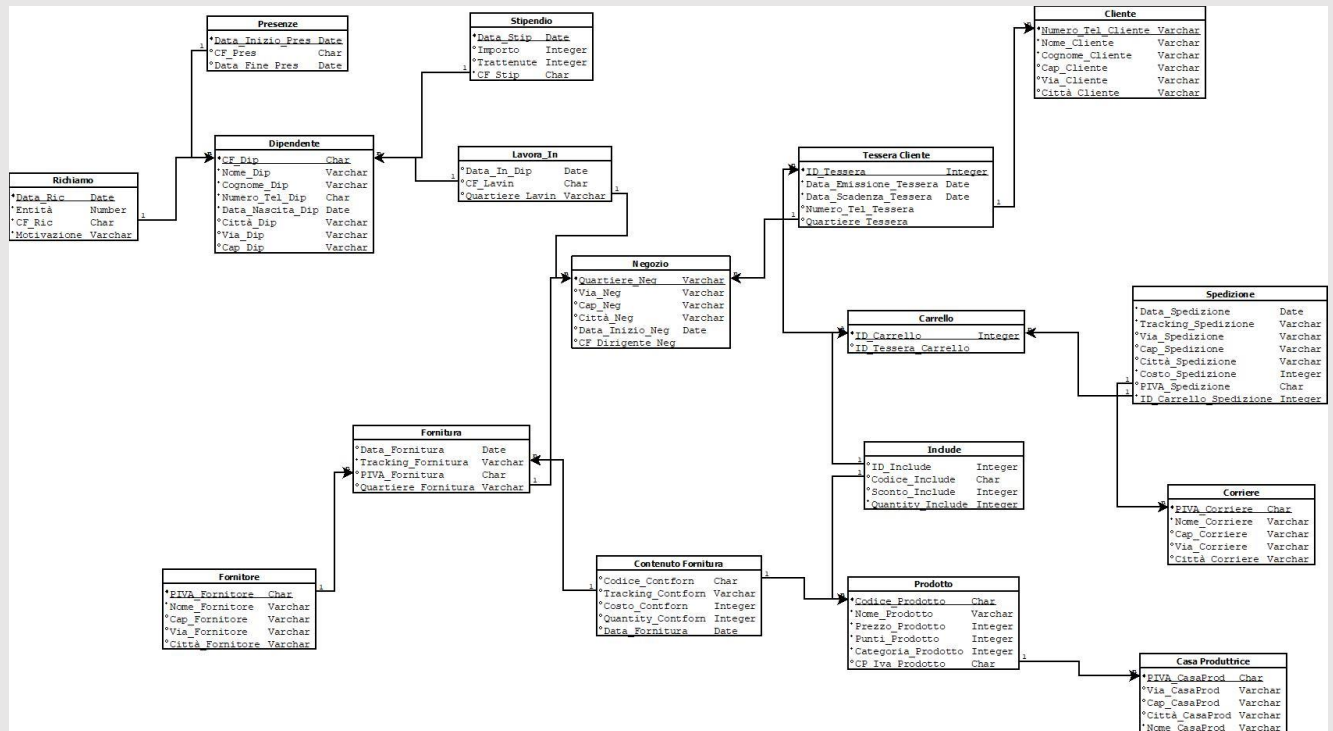 Presenze
Data_Inizio_Pres Date
CF_Pres Char
Data_Fine_Pres Date
Stipendio
Data_Stip Date
Importo Integer
Trattenute Integer
CF_Stip Char
Cliente
Numero_Tel_Cliente Varchar
Nome_Cliente Varchar
Cognome_Cliente Varchar
Cap_Cliente Varchar
Via_Cliente Varchar
Città_Cliente Varchar
Dipendente
CF_Dip Char
Nome_Dip Varchar
Cognome_Dip Varchar
Numero_Tel_Dip Char
Data_Nascita_Dip Date
Città_Dip Varchar
Via_Dip Varchar
Cap_Dip Varchar
Lavora_In
Data_In_Dip Date
CF_Lavin Char
Quartiere_Lavin Varchar
Tessera Cliente
ID_Tessera Integer
Data_Emissione_Tessera Date
Data_Scadenza_Tessera Date
Numero_Tel_Tessera
Quartiere_Tessera
Richiamo
Data_Ric Date
Entità Number
CF_Ric Char
Motivazione Varchar
Negozio
Quartiere_Neg Varchar
Via_Neg Varchar
Cap_Neg Varchar
Città_Neg Varchar
Data_Inizio_Neg Date
CF_Dirigente_Neg
Carrello
ID_Carrello Integer
ID_Tessera_Carrello
Spedizione
Data_Spedizione Date
Tracking_Spedizione Varchar
Via_Spedizione Varchar
Cap_Spedizione Varchar
Città_Spedizione Varchar
Costo_Spedizione Integer
PIVA_Spedizione Char
ID_Carrello_Spedizione Integer
Fornitura
Data_Fornitura Date
Tracking_Fornitura Varchar
PIVA_Fornitura Char
Quartiere_Fornitura Varchar
Include
ID_Include Integer
Codice_Include Char
Sconto_Include Integer
Quantity_Include Integer
Corriere
PIVA_Corriere Char
Nome_Corriere Varchar
Cap_Corriere Varchar
Via_Corriere Varchar
Città_Corriere Varchar
Fornitore
PIVA_Fornitore Char
Nome_Fornitore Varchar
Cap_Fornitore Varchar
Via_Fornitore Varchar
Città_Fornitore Varchar
Contenuto Fornitura
Codice_Contforn Char
Tracking_Contforn Varchar
Costo_Contforn Integer
Quantity_Contforn Integer
Data_Fornitura Date
Prodotto
Codice_Prodotto Char
Nome_Prodotto Varchar
Prezzo_Prodotto Integer
Punti_Prodotto Integer
Categoria_Prodotto Integer
CP_Iva_Prodotto Char
Casa Produttrice
PIVA_CasaProd Char
Via_CasaProd Varchar
Cap_CasaProd Varchar
Città_CasaProd Varchar
Nome_CasaProd Varchar